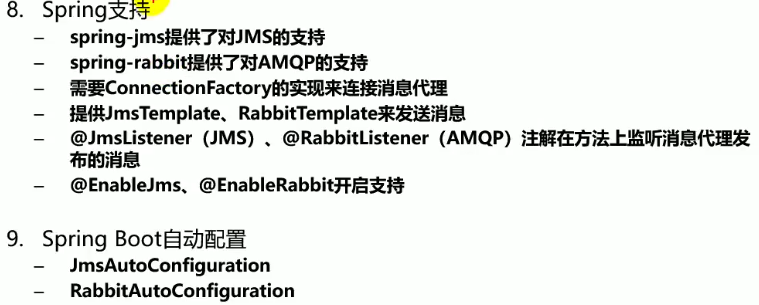 8. Spring支持
– spring-jms提供了对JMS的支持
– spring-rabbit提供了对AMQP的支持
– 需要ConnectionFactory的实现来连接消息代理
– 提供JmsTemplate、RabbitTemplate来发送消息
– @JmsListener（JMS）、@RabbitListener（AMQP）注解在方法上监听消息代理发
布的消息
– @EnableJms、@EnableRabbit开启支持
9. Spring Boot自动配置
– JmsAutoConfiguration
– RabbitAutoConfiguration